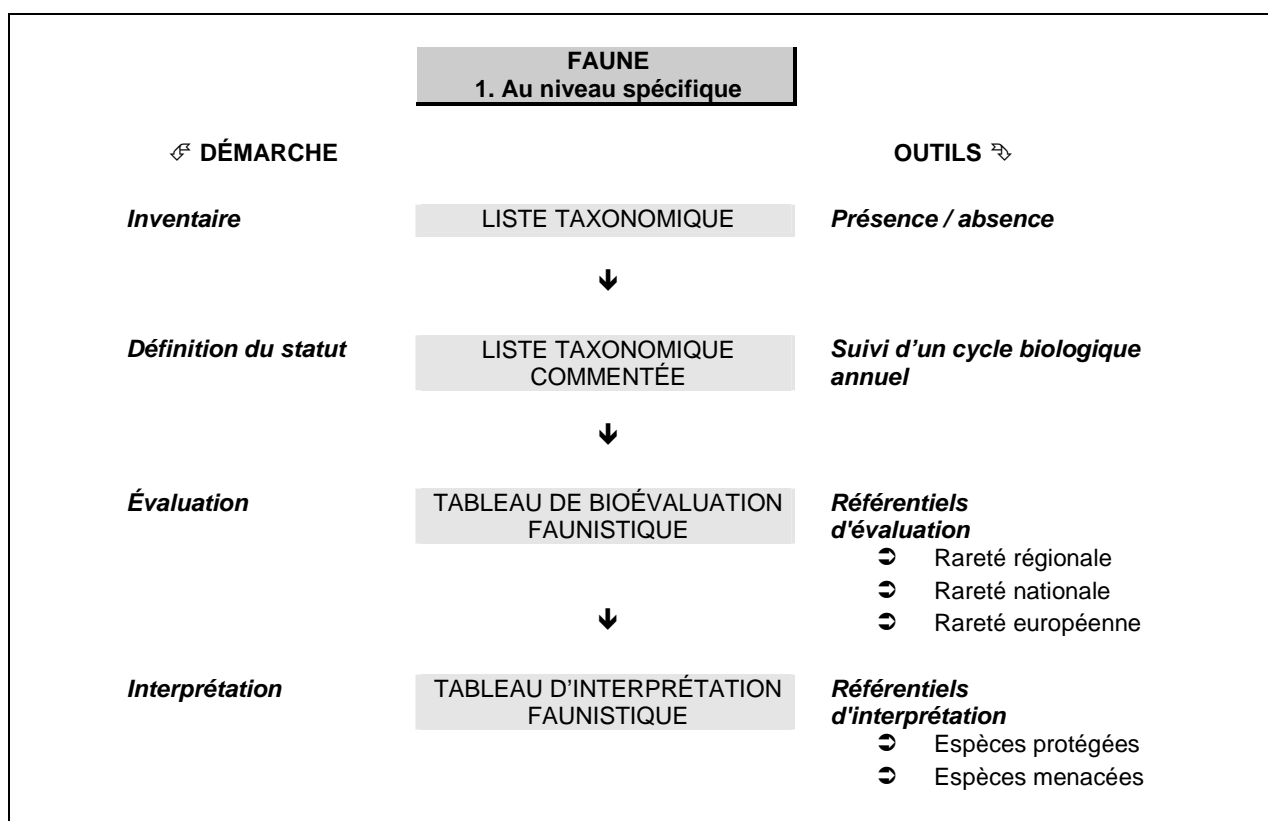 FAUNE
1. Au niveau spécifique
DÉMARCHE
OUTILS
Inventaire
LISTE TAXONOMIQUE
Présence / absence
Définition du statut
LISTE TAXONOMIQUE
COMMENTÉE
Suivi d'un cycle biologique
annuel
Évaluation
TABLEAU DE BIOÉVALUATION
FAUNISTIQUE
Référentiels
d'évaluation
Rareté régionale
Rareté nationale
Rareté européenne
Interprétation
TABLEAU D'INTERPRÉTATION
FAUNISTIQUE
Référentiels
d'interprétation
Espèces protégées
Espèces menacées